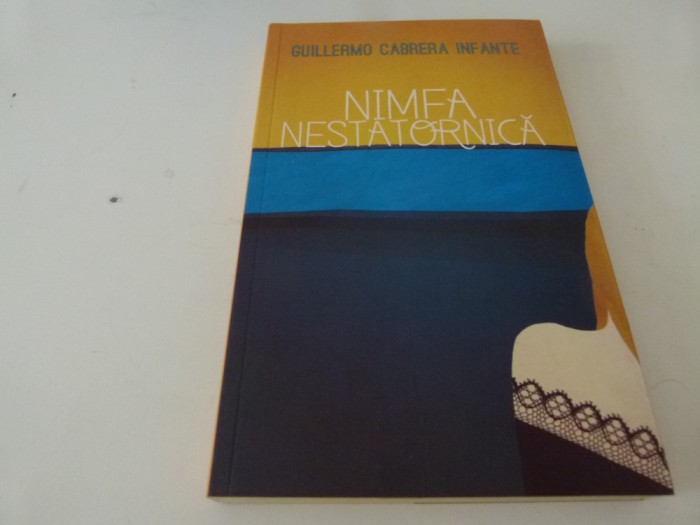 GUILLERMO CABRERA INFANTE
NIMFA
NESTATORNICĂ